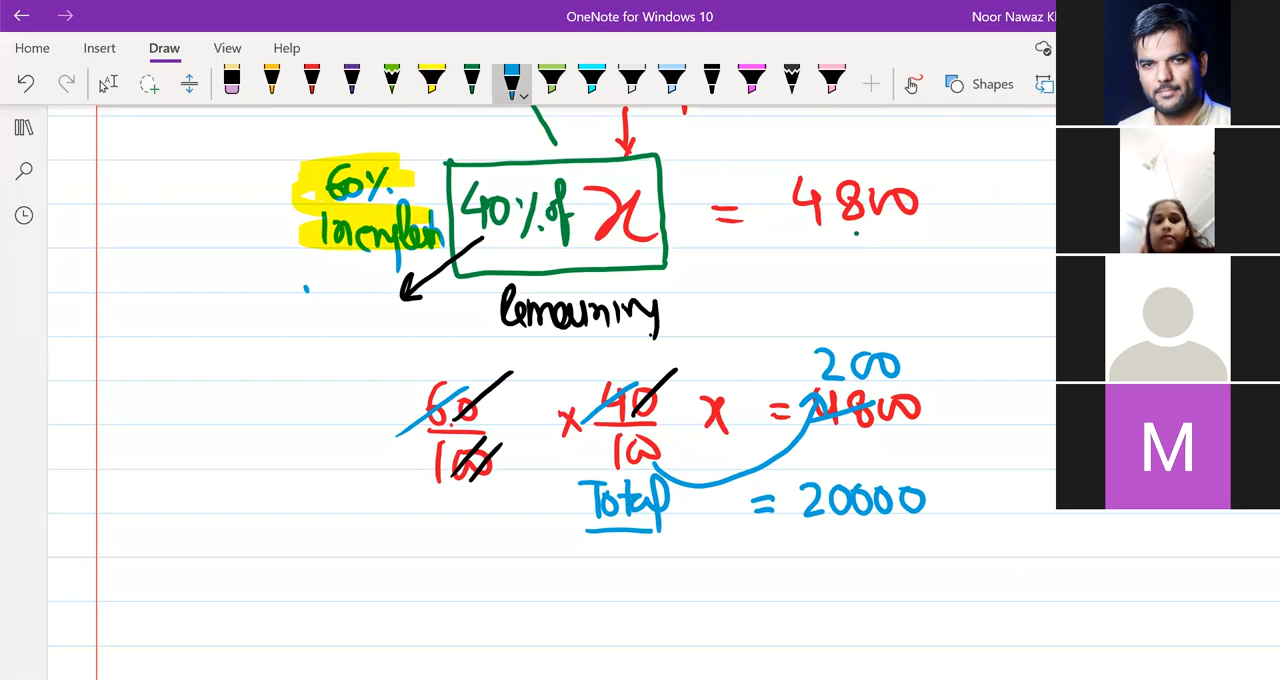 OneNote for Windows 10
Noor Nawaz Kh
Home Insert Draw View Help
Shapes
60%
40% of x = 4800
Remaining
200
60/100 x 40/100 x = 4800
Total = 20000
M